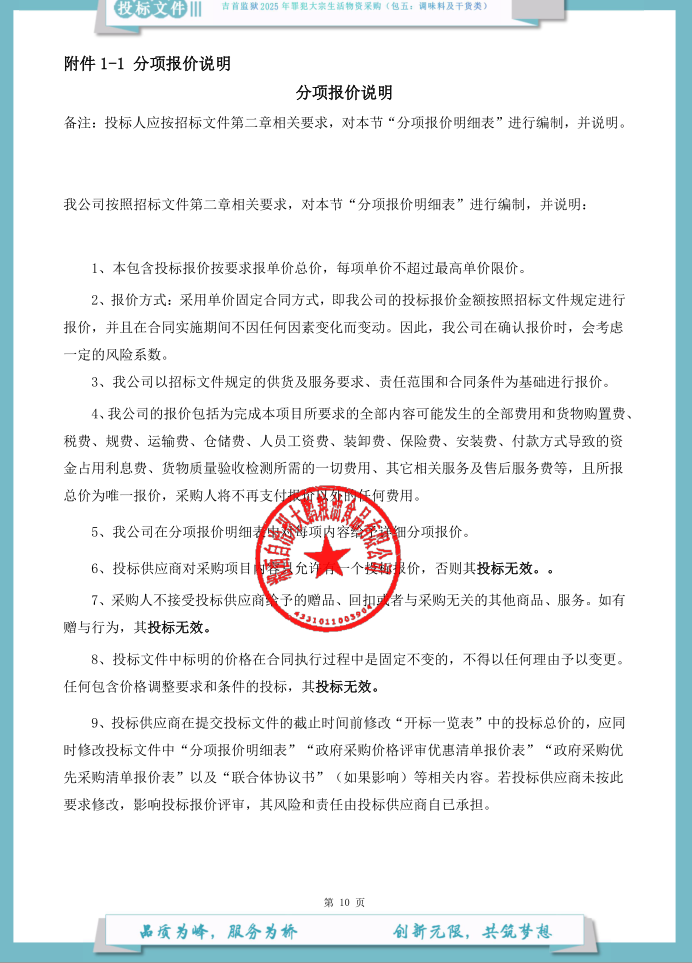 投标文件
吉首监狱2025年罪犯大宗生活物资采购（包五：调味料及干货类）
附件1-1 分项报价说明
分项报价说明
备注：投标人应按招标文件第二章相关要求，对本节“分项报价明细表”进行编制，并说明。
我公司按照招标文件第二章相关要求，对本节“分项报价明细表”进行编制，并说明：
1、本包含投标报价按要求报单价总价，每项单价不超过最高单价限价。
2、报价方式：采用单价固定合同方式，即我公司的投标报价金额按照招标文件规定进行
报价，并且在合同实施期间不因任何因素变化而变动。因此，我公司在确认报价时，会考虑
一定的风险系数。
3、我公司以招标文件规定的供货及服务要求、责任范围和合同条件为基础进行报价。
4、我公司的报价包括为完成本项目所要求的全部内容可能发生的全部费用和货物购置费、
税费、规费、运输费、仓储费、人员工资费、装卸费、保险费、安装费、付款方式导致的资
金占用利息费、货物质量验收检测所需的一切费用、其它相关服务及售后服务费等，且所报
总价为唯一报价，采购人将不再支付报价以外的任何费用。
5、我公司在分项报价明细表中对每项内容给予详细分项报价。
6、投标供应商对采购项目内容只允许有一个投标报价，否则其投标无效。。
7、采购人不接受投标供应商给予的赠品、回扣或者与采购无关的其他商品、服务。如有
赠与行为，其投标无效。
8、投标文件中标明的价格在合同执行过程中是固定不变的，不得以任何理由予以变更。
任何包含价格调整要求和条件的投标，其投标无效。
9、投标供应商在提交投标文件的截止时间前修改“开标一览表”中的投标总价的，应同
时修改投标文件中“分项报价明细表”“政府采购价格评审优惠清单报价表”“政府采购优
先采购清单报价表”以及“联合体协议书”（如果影响）等相关内容。若投标供应商未按此
要求修改，影响投标报价评审，其风险和责任由投标供应商自已承担。
第 10 页
品质为峰，服务为桥
创新无限，共筑梦想